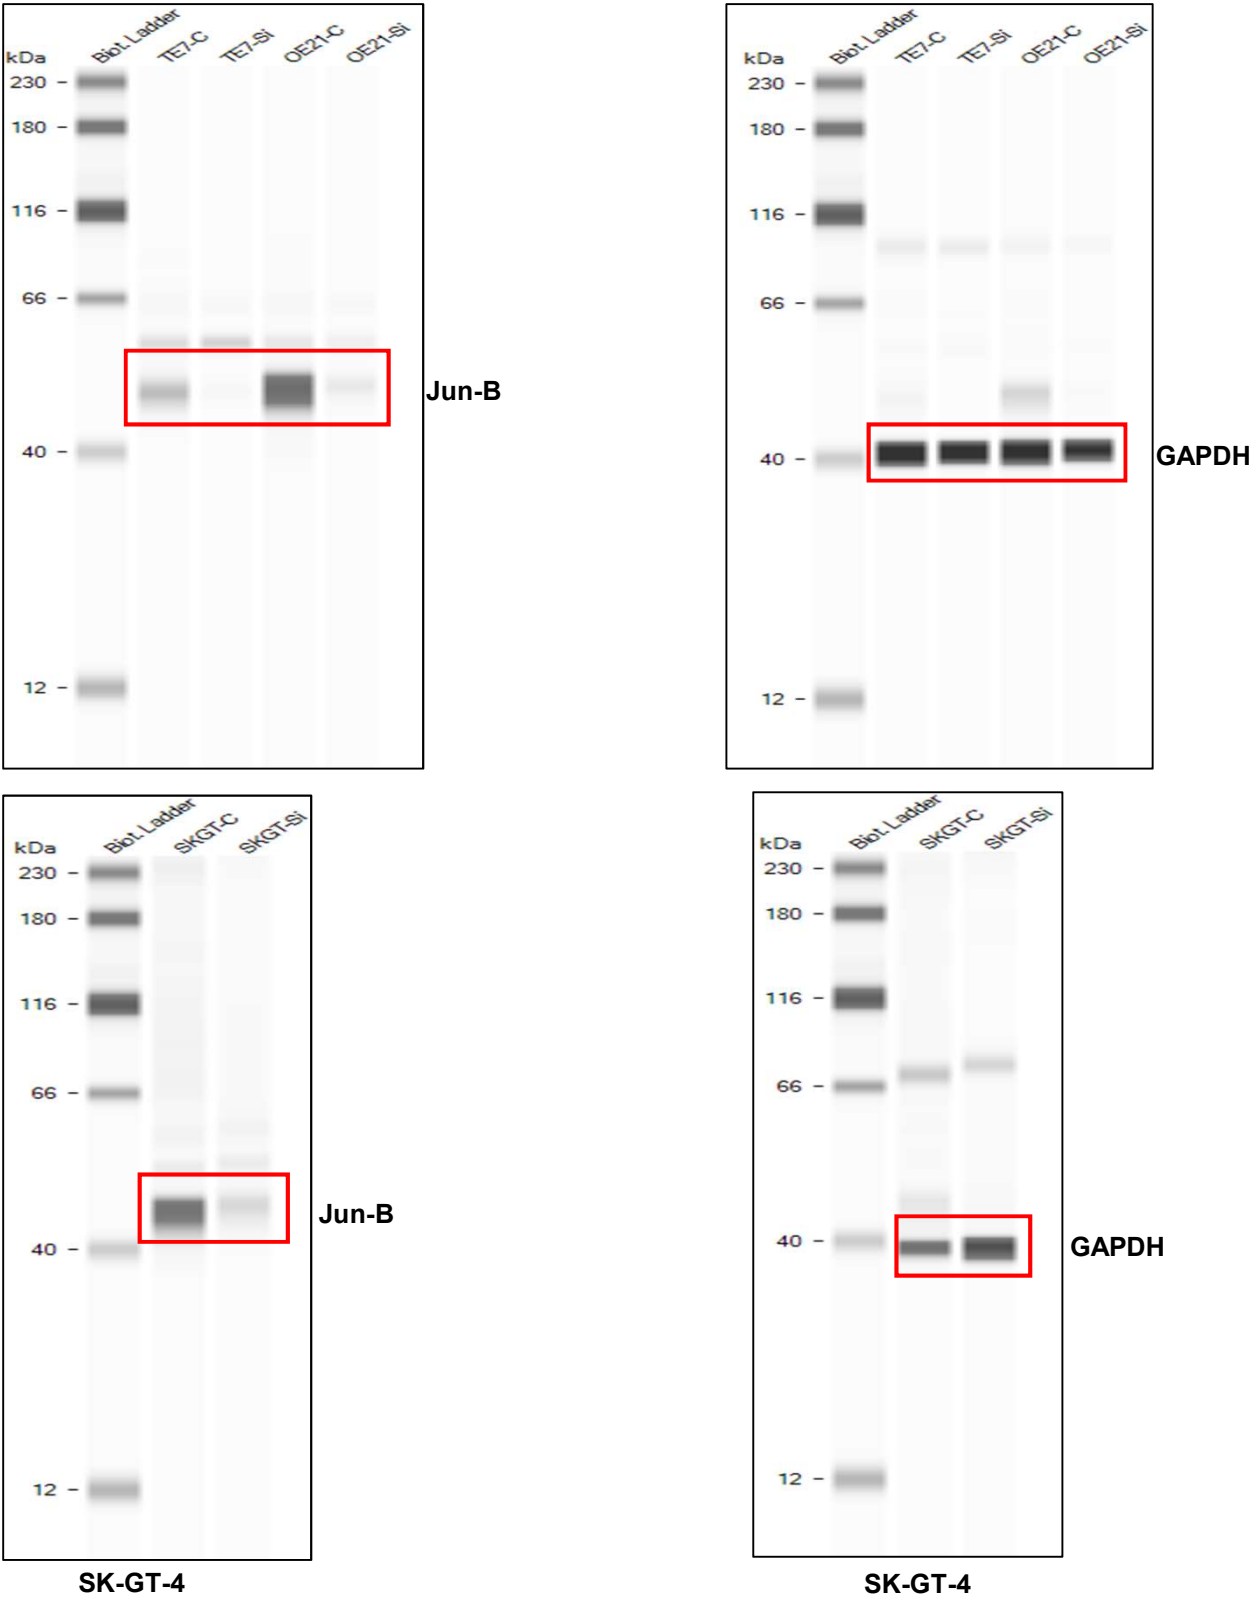 kDa Biot. Ladder TE7-C TE7-Si OE21-C OE21-Si
230
180
116
66
Jun-B
40
12
kDa Biot. Ladder TE7-C TE7-Si OE21-C OE21-Si
230
180
116
66
40
GAPDH
12
kDa Biot. Ladder SKGT-C SKGT-Si
230
180
116
66
Jun-B
40
12
SK-GT-4
kDa Biot. Ladder SKGT-C SKGT-Si
230
180
116
66
40
GAPDH
12
SK-GT-4